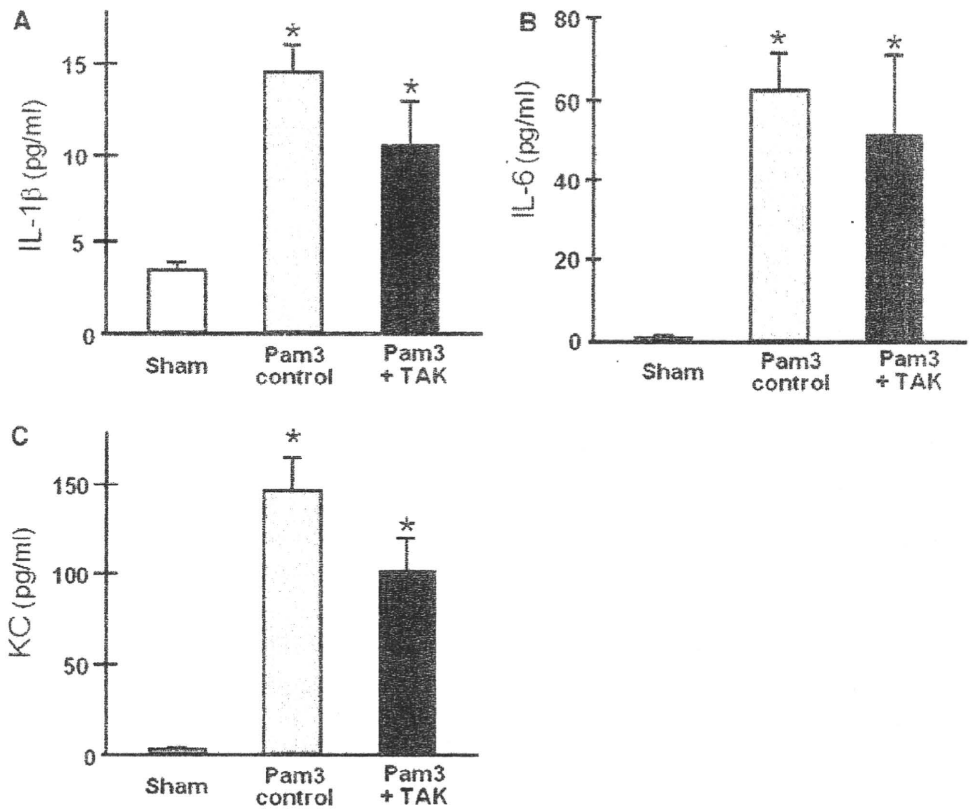 A
IL-1β (pg/ml)
15
10
5
0
*
*
Sham
Pam3
control
Pam3
+ TAK
B
IL-6 (pg/ml)
80
60
40
20
0
*
*
Sham
Pam3
control
Pam3
+ TAK
C
KC (pg/ml)
150
100
50
0
*
*
Sham
Pam3
control
Pam3
+ TAK